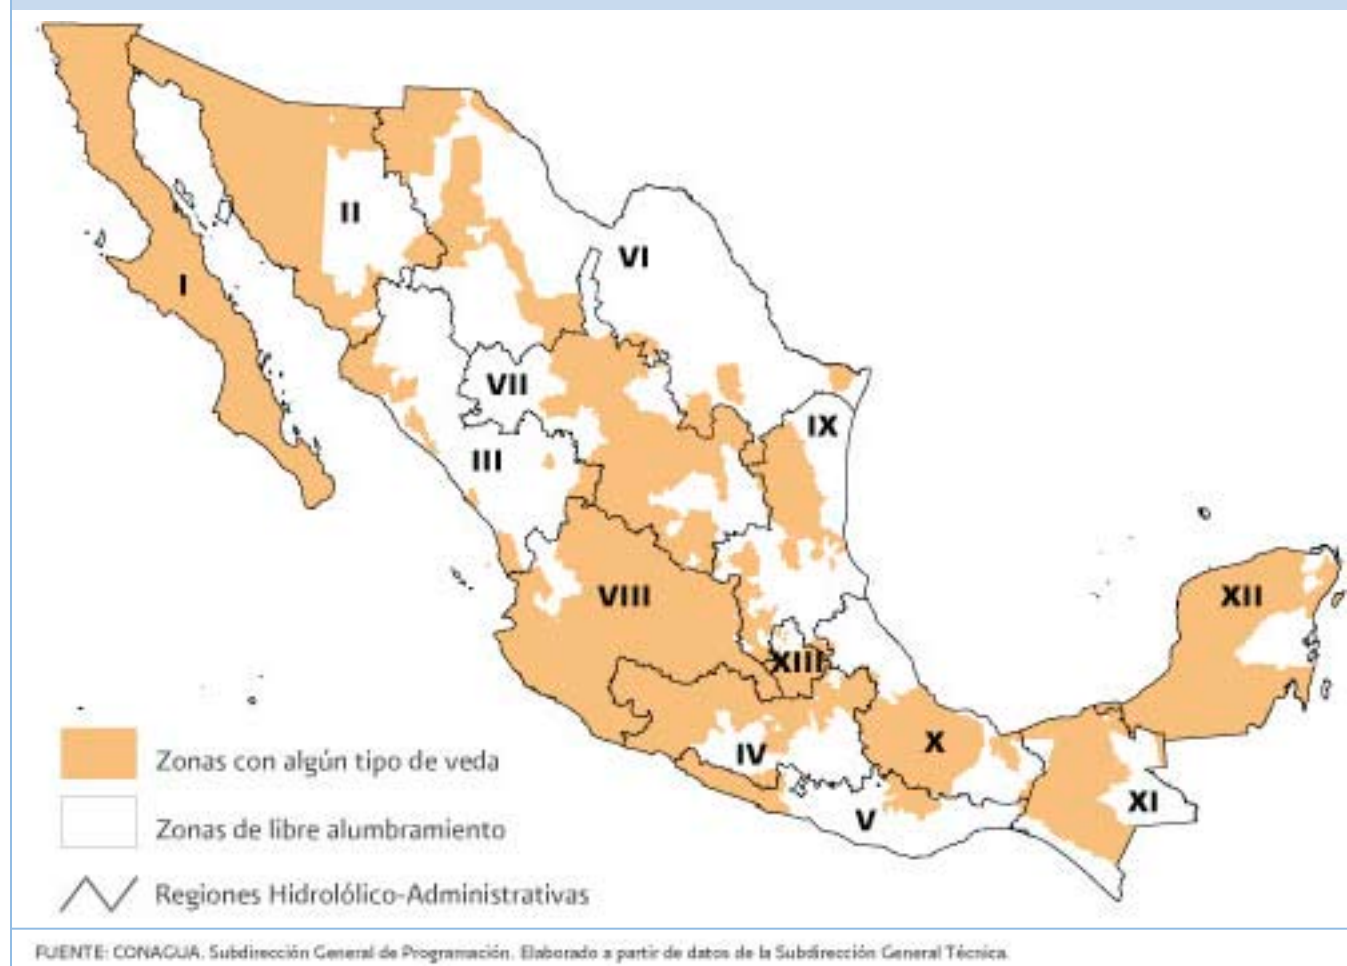 II
VI
I
VII
IX
III
VIII
XII
XIII
X
IV
XI
V
Zonas con algún tipo de veda
Zonas de libre alumbramiento
Regiones Hidrolólico-Administrativas
FUENTE: CONAGUA. Subdirección General de Programación. Elaborado a partir de datos de la Subdirección General Técnica.